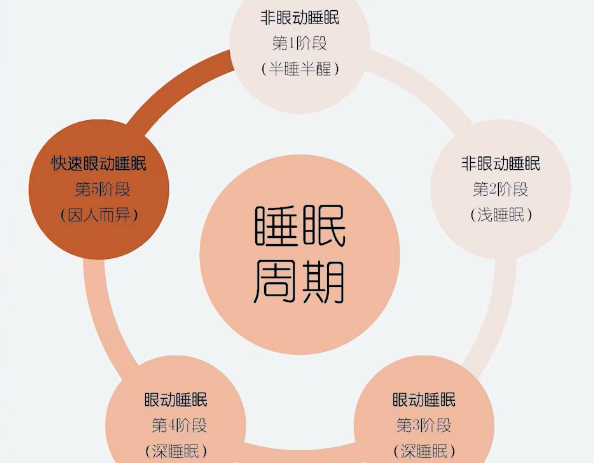 非眼动睡眠
第1阶段
(半睡半醒)
非眼动睡眠
第2阶段
(浅睡眠)
眼动睡眠
第3阶段
(深睡眠)
眼动睡眠
第4阶段
(深睡眠)
快速眼动睡眠
第5阶段
(因人而异)
睡眠
周期